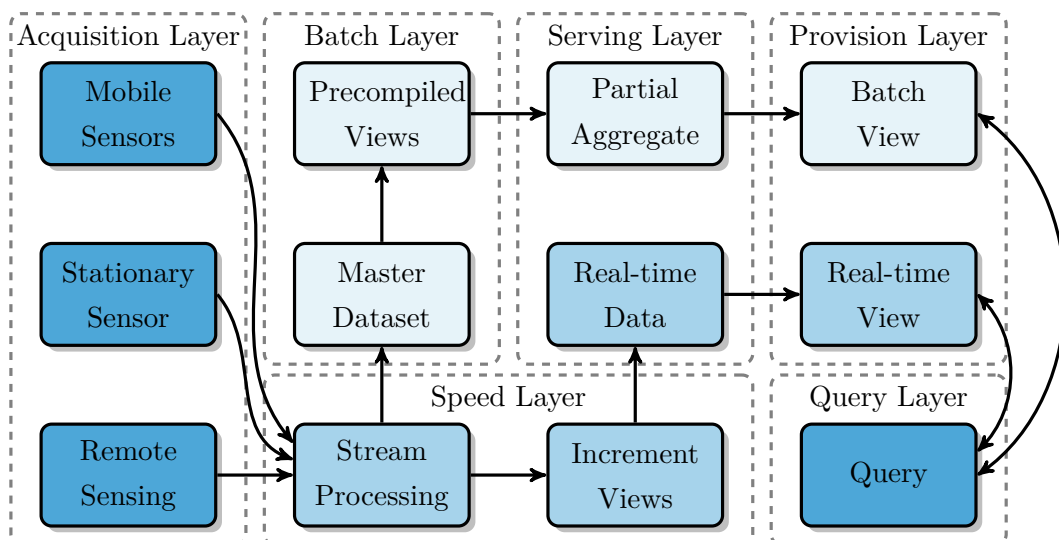 Acquisition Layer
Mobile
Sensors
Stationary
Sensor
Remote
Sensing
Batch Layer
Precompiled
Views
Master
Dataset
Serving Layer
Partial
Aggregate
Real-time
Data
Provision Layer
Batch
View
Real-time
View
Speed Layer
Stream
Processing
Increment
Views
Query Layer
Query